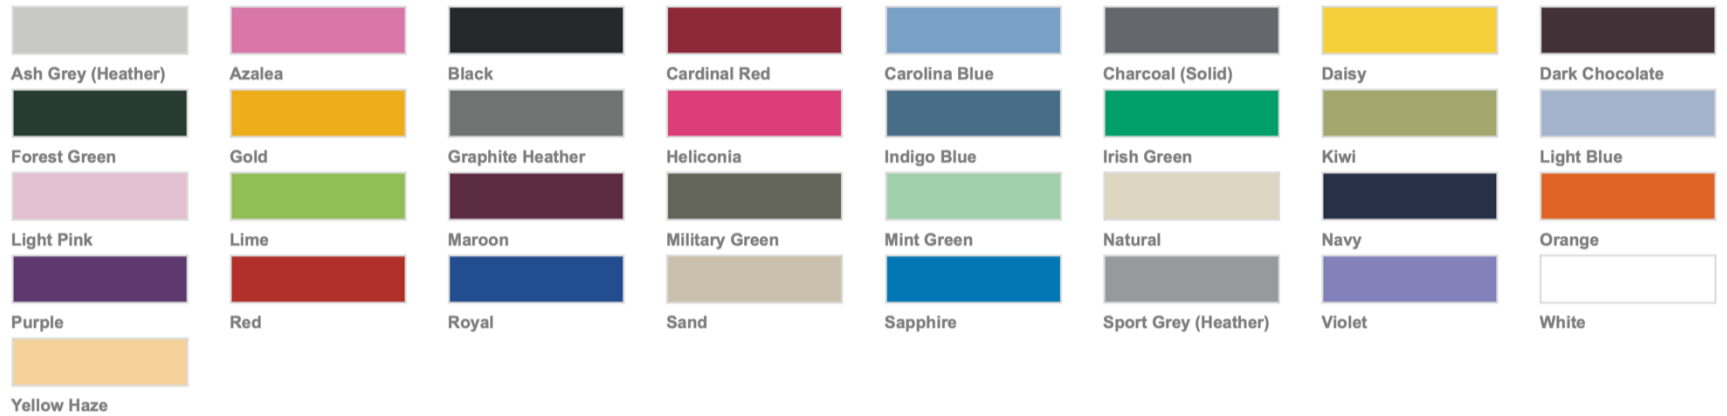 Ash Grey (Heather) Azalea Black Cardinal Red Carolina Blue Charcoal (Solid) Daisy Dark Chocolate
Forest Green Gold Graphite Heather Heliconia Indigo Blue Irish Green Kiwi Light Blue
Light Pink Lime Maroon Military Green Mint Green Natural Navy Orange
Purple Red Royal Sand Sapphire Sport Grey (Heather) Violet White
Yellow Haze